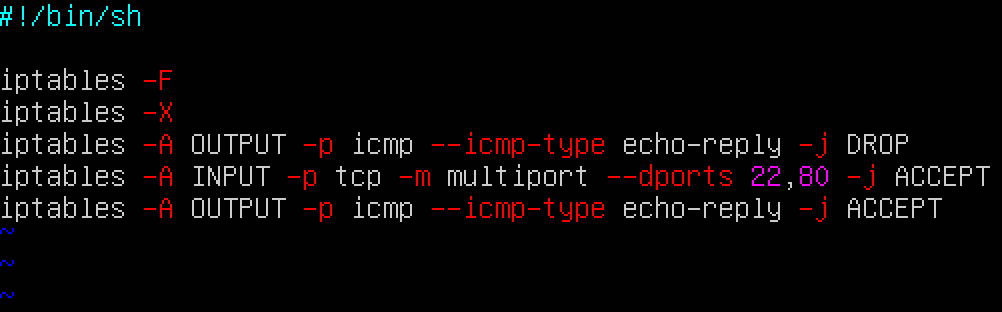 #!/bin/sh
iptables -F
iptables -X
iptables -A OUTPUT -p icmp --icmp-type echo-reply -j DROP
iptables -A INPUT -p tcp -m multiport --dports 22,80 -j ACCEPT
iptables -A OUTPUT -p icmp --icmp-type echo-reply -j ACCEPT
~
~
~